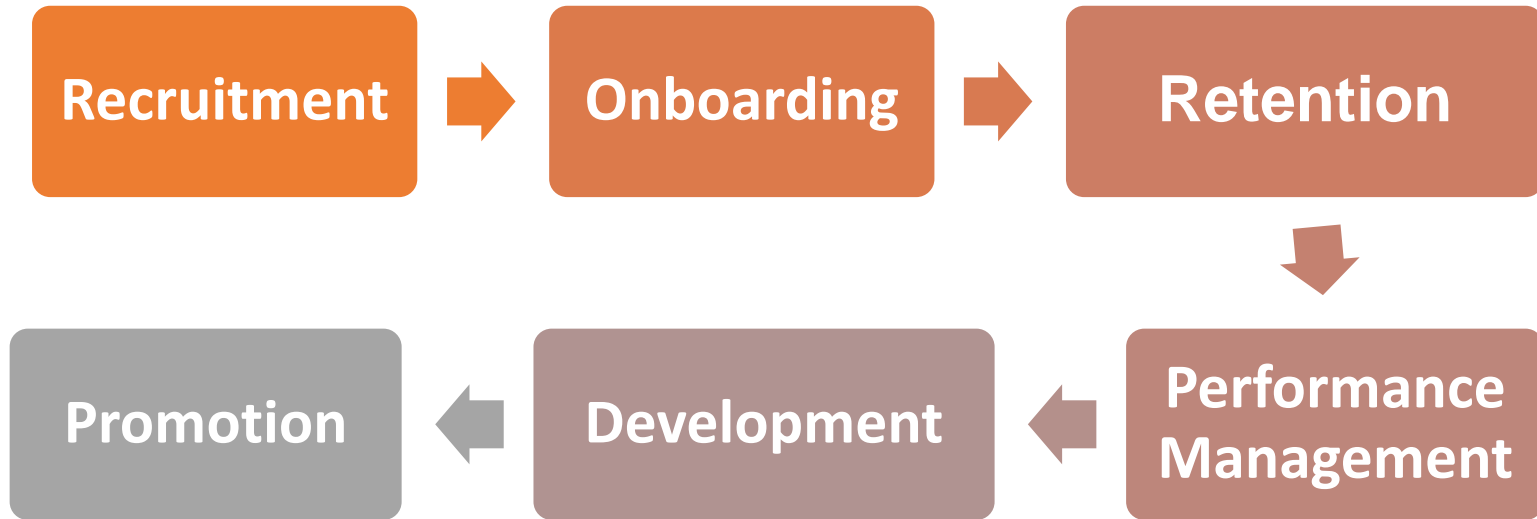 Recruitment
Onboarding
Retention
Performance
Management
Development
Promotion